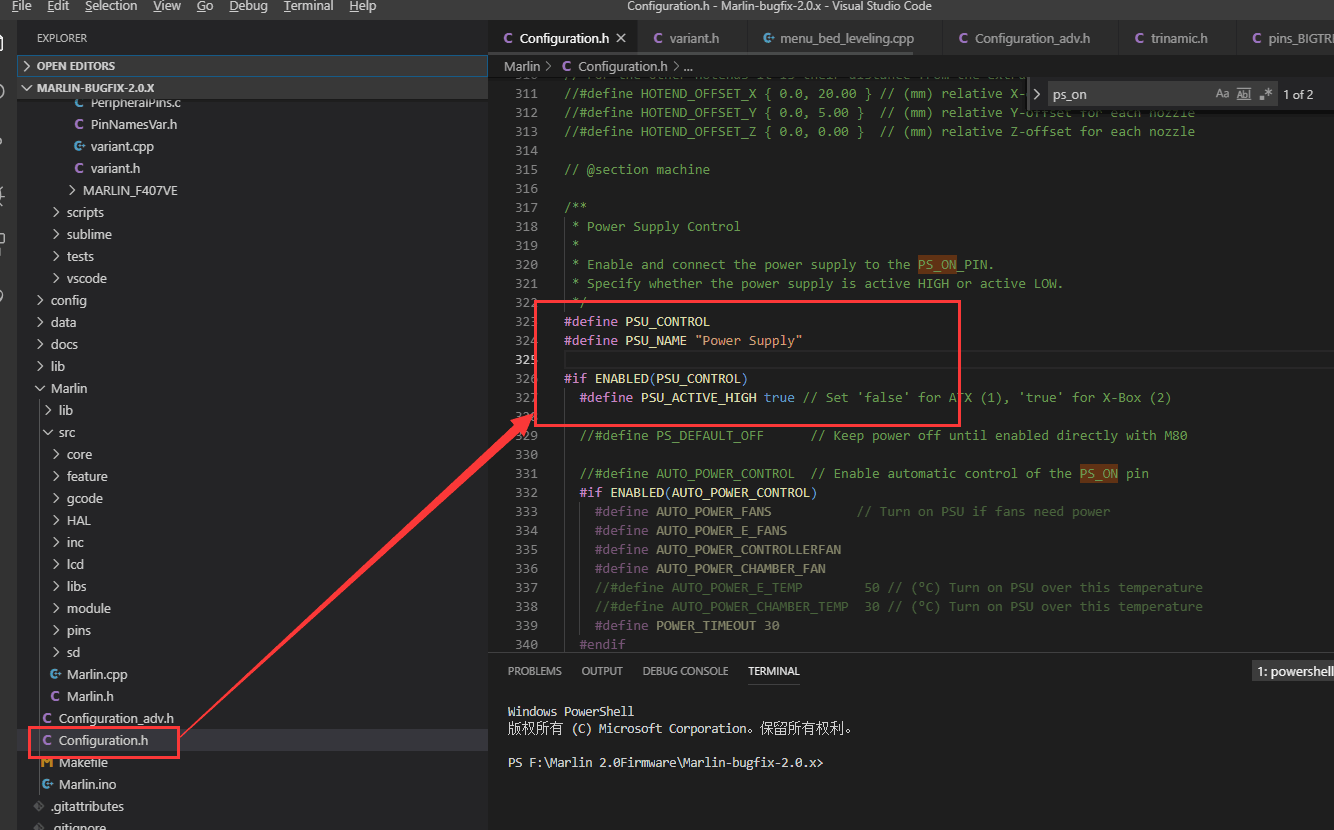 File Edit Selection View Go Debug Terminal Help
Configuration.h - Marlin-bugfix-2.0.x - Visual Studio Code
EXPLORER
OPEN EDITORS
MARLIN-BUGFIX-2.0.X
PeripheralPins.c
PinNamesVar.h
variant.cpp
variant.h
MARLIN_F407VE
scripts
sublime
tests
vscode
config
data
docs
lib
Marlin
lib
src
core
feature
gcode
HAL
inc
lcd
libs
module
pins
sd
Marlin.cpp
Marlin.h
Configuration_adv.h
Configuration.h
Makefile
Marlin.ino
.gitattributes
.gitignore
Configuration.h variant.h menu_bed_leveling.cpp Configuration_adv.h trinamic.h pins_BIGTR
Marlin > Configuration.h > ...
ps_on Aa Abl .* 1 of 2
311 //#define HOTEND_OFFSET_X { 0.0, 20.00 } // (mm) relative X-
312 //#define HOTEND_OFFSET_Y { 0.0, 5.00 } // (mm) relative Y-offset for each nozzle
313 //#define HOTEND_OFFSET_Z { 0.0, 0.00 } // (mm) relative Z-offset for each nozzle
314
315 // @section machine
316
317 /**
318 * Power Supply Control
319 *
320 * Enable and connect the power supply to the PS_ON_PIN.
321 * Specify whether the power supply is active HIGH or active LOW.
322 */
323 #define PSU_CONTROL
324 #define PSU_NAME "Power Supply"
325
326 #if ENABLED(PSU_CONTROL)
327 #define PSU_ACTIVE_HIGH true // Set 'false' for ATX (1), 'true' for X-Box (2)
328
329 //#define PS_DEFAULT_OFF // Keep power off until enabled directly with M80
330
331 //#define AUTO_POWER_CONTROL // Enable automatic control of the PS_ON pin
332 #if ENABLED(AUTO_POWER_CONTROL)
333 #define AUTO_POWER_FANS // Turn on PSU if fans need power
334 #define AUTO_POWER_E_FANS
335 #define AUTO_POWER_CONTROLLERFAN
336 #define AUTO_POWER_CHAMBER_FAN
337 //#define AUTO_POWER_E_TEMP 50 // (°C) Turn on PSU over this temperature
338 //#define AUTO_POWER_CHAMBER_TEMP 30 // (°C) Turn on PSU over this temperature
339 #define POWER_TIMEOUT 30
340 #endif
PROBLEMS OUTPUT DEBUG CONSOLE TERMINAL 1: powershell
Windows PowerShell
版权所有 (C) Microsoft Corporation。保留所有权利。
PS F:\Marlin 2.0Firmware\Marlin-bugfix-2.0.x>